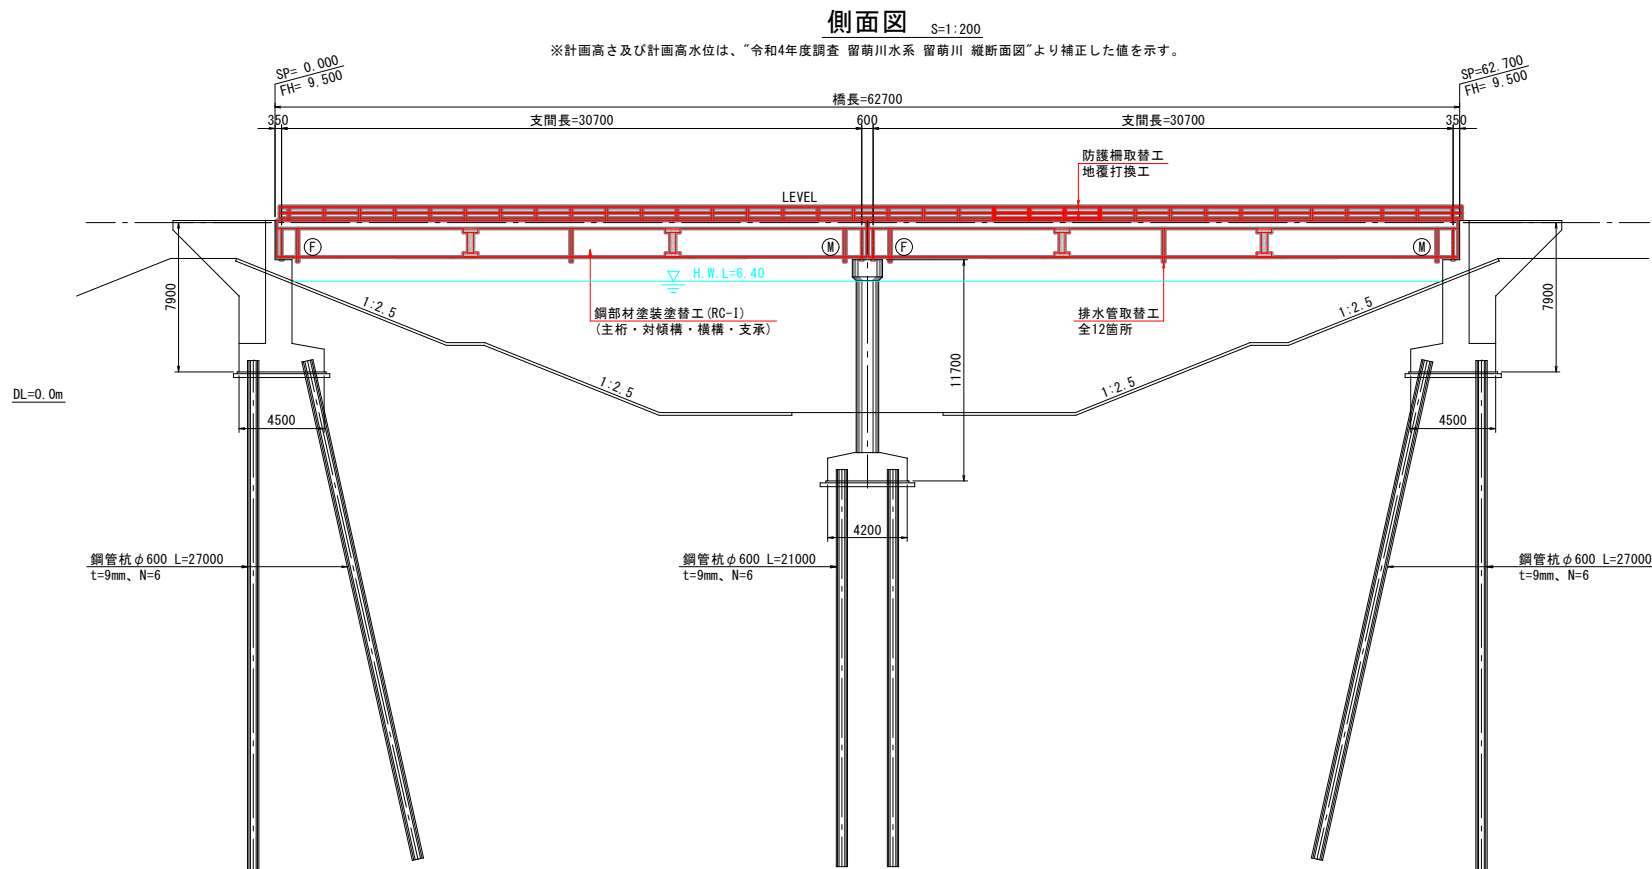 側面図 S=1:200
※計画高さ及び計画高水位は、"令和4年度調査 留萌川水系 留萌川 縦断面図"より補正した値を示す。
SP= 0.000
FH= 9.500
SP=62.700
FH= 9.500
橋長=62700
350
支間長=30700
600
支間長=30700
350
防護柵取替工
地覆打換工
LEVEL
F
M
F
M
H.W.L=6.40
7900
1:2.5
鋼部材塗装塗替工(RC-I)
(主桁・対傾構・横構・支承)
排水管取替工
全12箇所
1:2.5
7900
11700
1:2.5
1:2.5
DL=0.0m
4500
4500
4200
鋼管杭φ600 L=27000
t=9mm、N=6
鋼管杭φ600 L=21000
t=9mm、N=6
鋼管杭φ600 L=27000
t=9mm、N=6